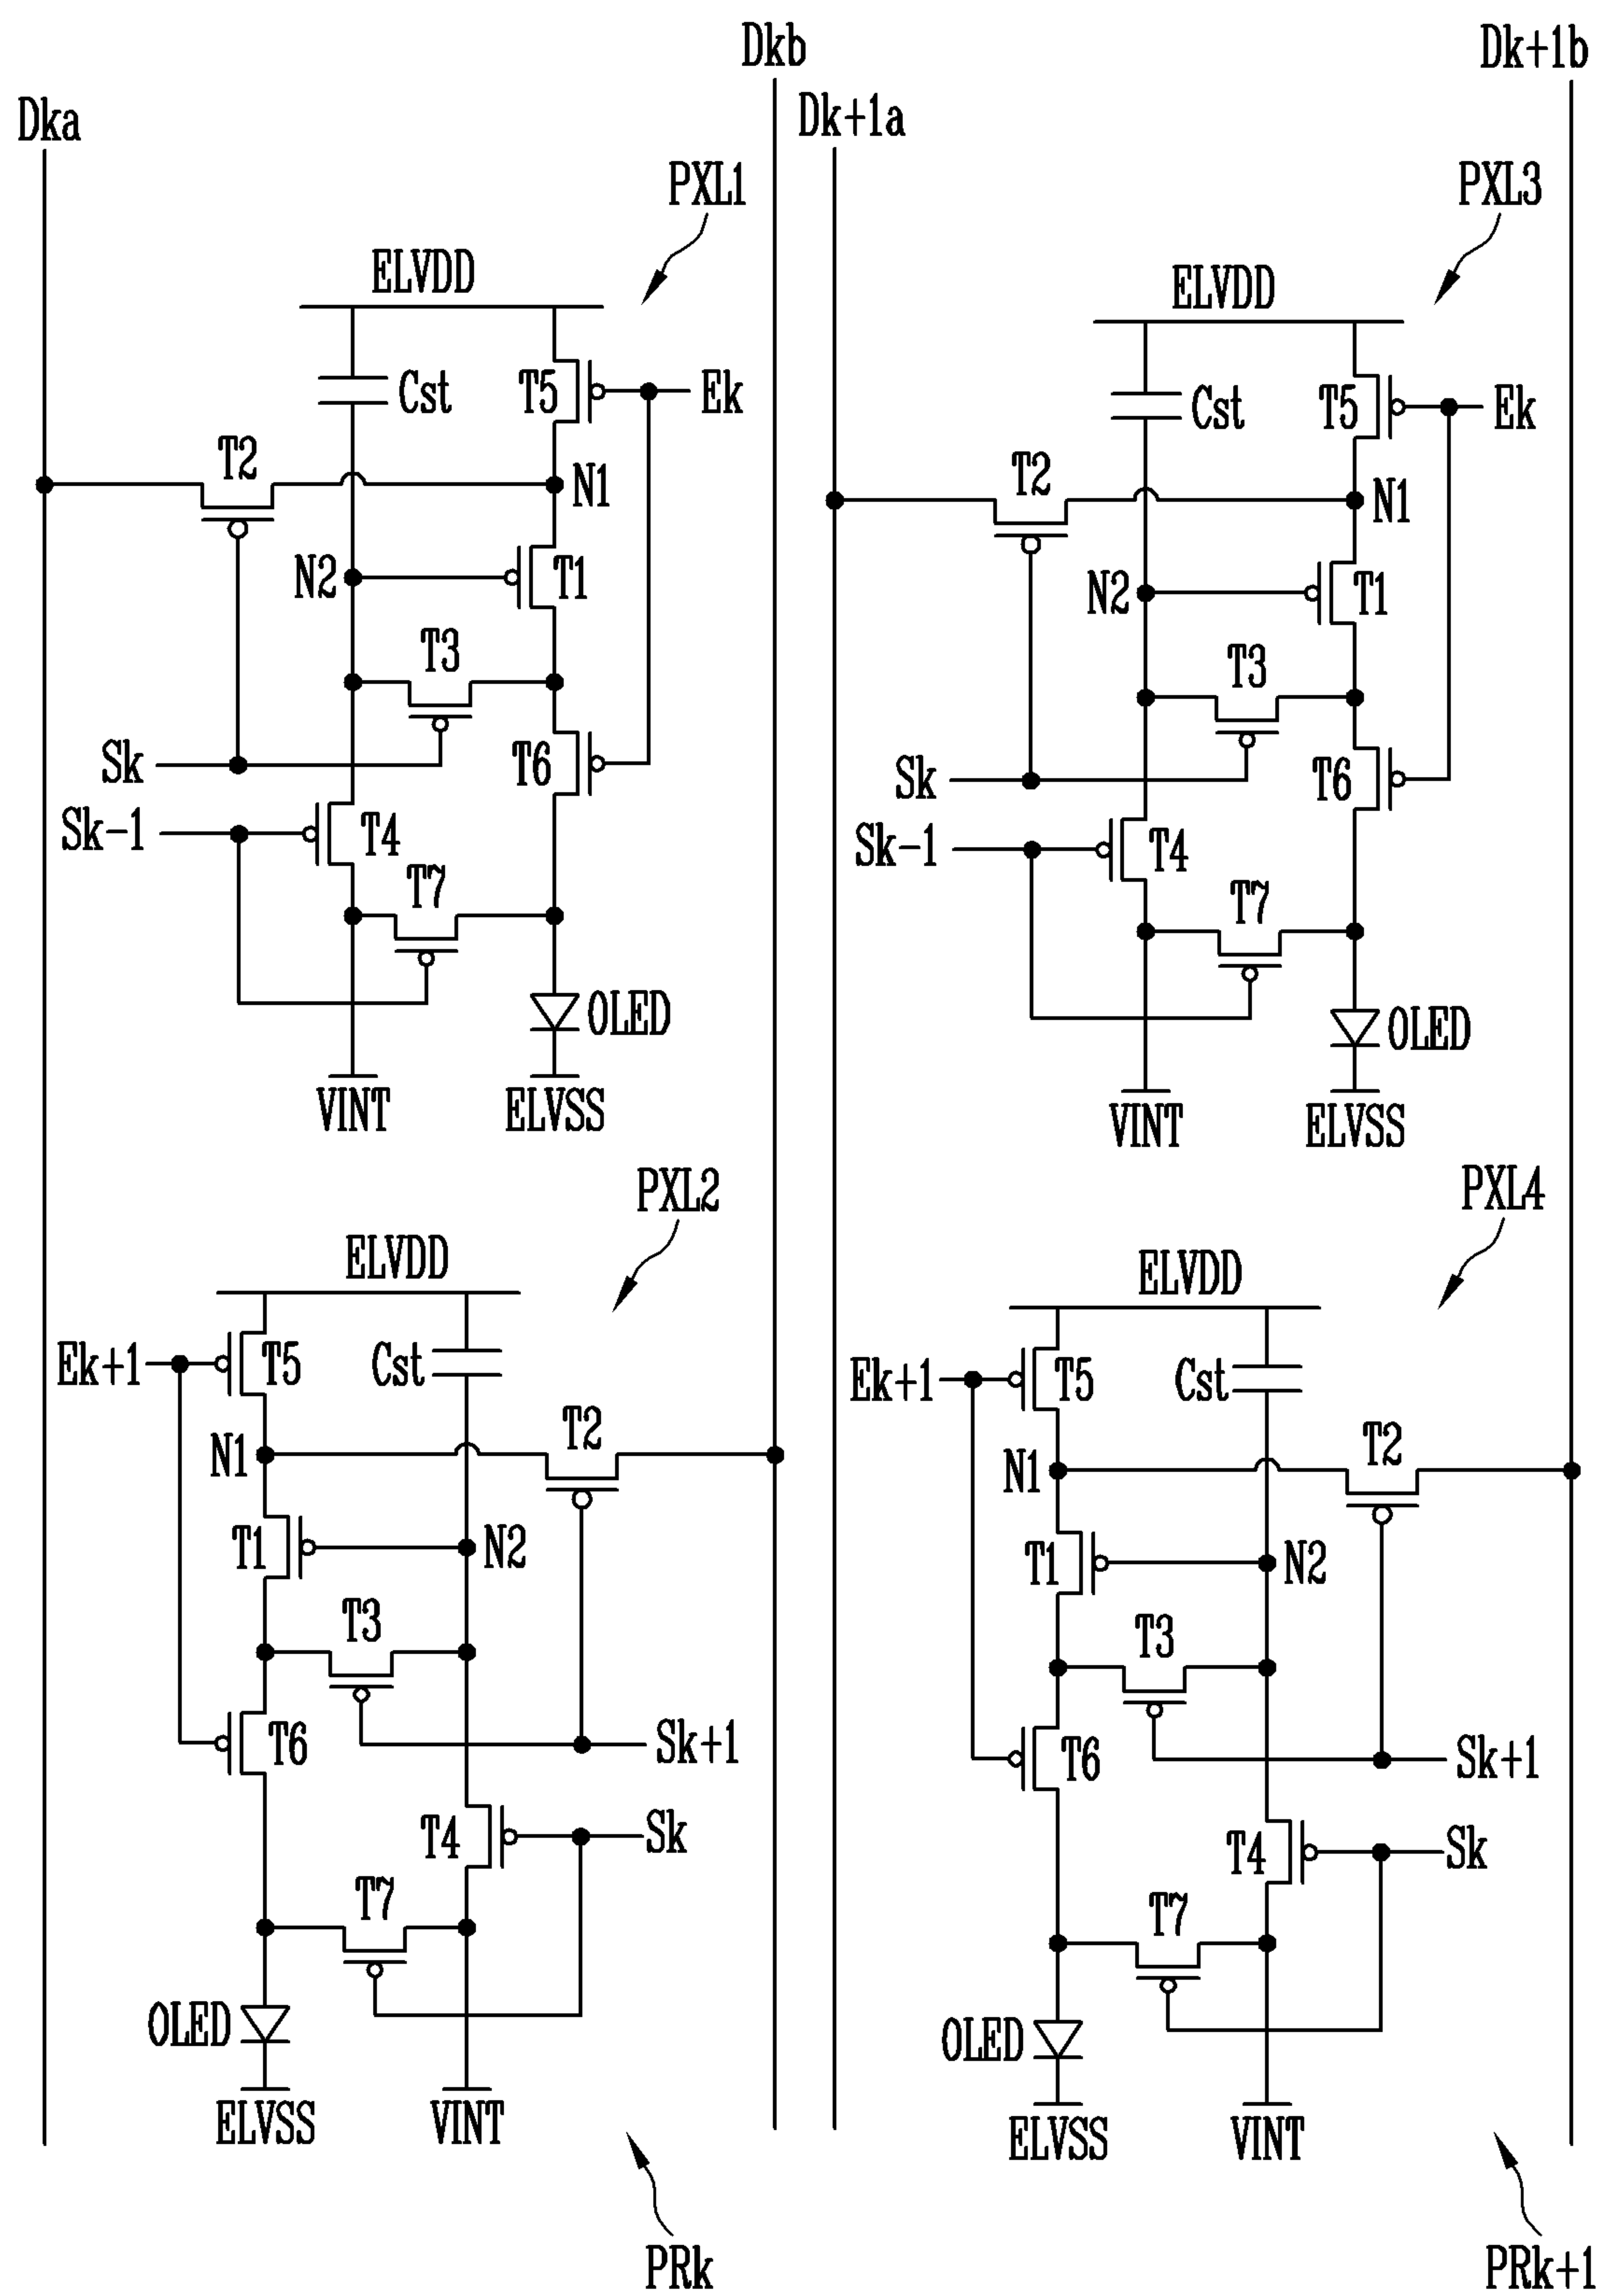 Dka
Dkb
Dk+1a
Dk+1b
PXL1
ELVDD
Cst
T5
Ek
T2
N1
N2
T1
T3
Sk
T6
Sk-1
T4
T7
OLED
VINT
ELVSS
PXL3
ELVDD
Cst
T5
Ek
T2
N1
N2
T1
T3
Sk
T6
Sk-1
T4
T7
OLED
VINT
ELVSS
PXL2
ELVDD
Ek+1
T5
Cst
T2
N1
T1
N2
T3
T6
Sk+1
T4
Sk
T7
OLED
ELVSS
VINT
PRk
PXL4
ELVDD
Ek+1
T5
Cst
T2
N1
T1
N2
T3
T6
Sk+1
T4
Sk
T7
OLED
ELVSS
VINT
PRk+1